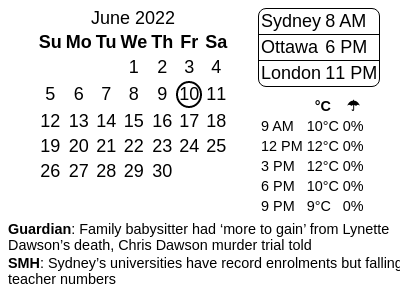 June 2022
Su Mo Tu We Th Fr Sa
1 2 3 4
5 6 7 8 9 10 11
12 13 14 15 16 17 18
19 20 21 22 23 24 25
26 27 28 29 30
Sydney 8 AM
Ottawa 6 PM
London 11 PM
°C ☂
9 AM 10°C 0%
12 PM 12°C 0%
3 PM 12°C 0%
6 PM 10°C 0%
9 PM 9°C 0%
Guardian: Family babysitter had ‘more to gain’ from Lynette
Dawson’s death, Chris Dawson murder trial told
SMH: Sydney’s universities have record enrolments but falling
teacher numbers